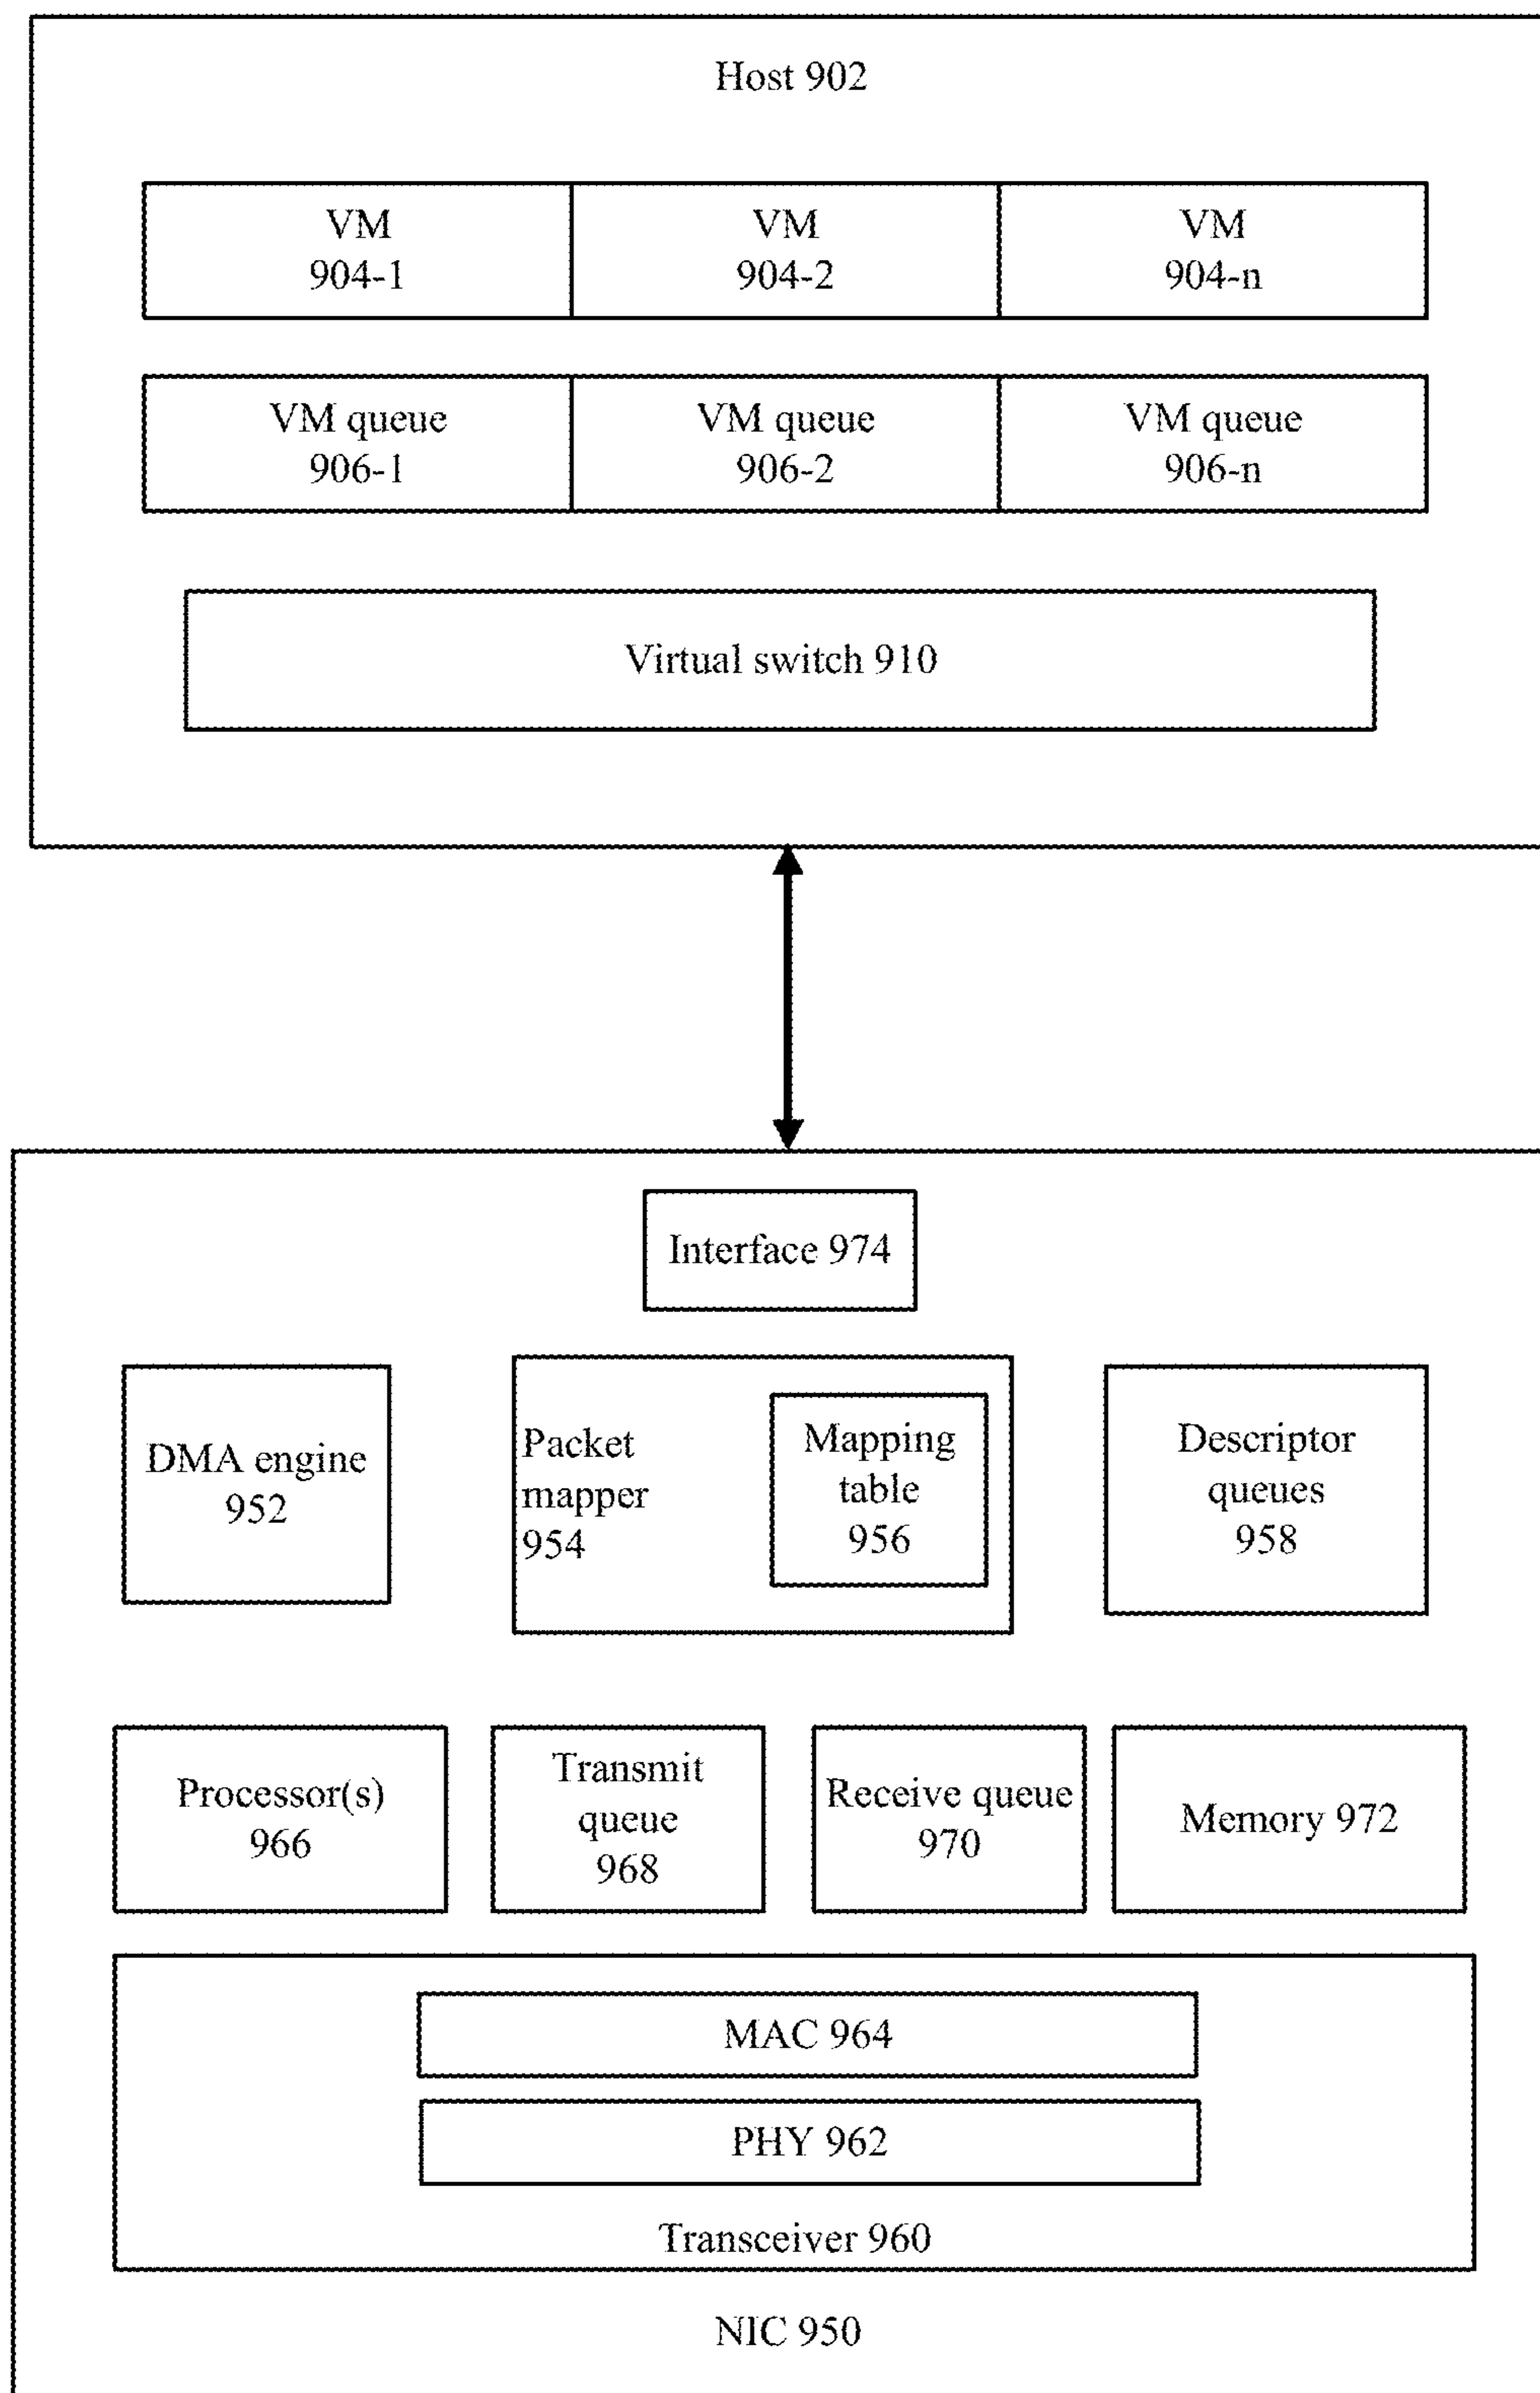 Host 902
VM
904-1
VM
904-2
VM
904-n
VM queue
906-1
VM queue
906-2
VM queue
906-n
Virtual switch 910
Interface 974
DMA engine
952
Packet
mapper
954
Mapping
table
956
Descriptor
queues
958
Processor(s)
966
Transmit
queue
968
Receive queue
970
Memory 972
MAC 964
PHY 962
Transceiver 960
NIC 950